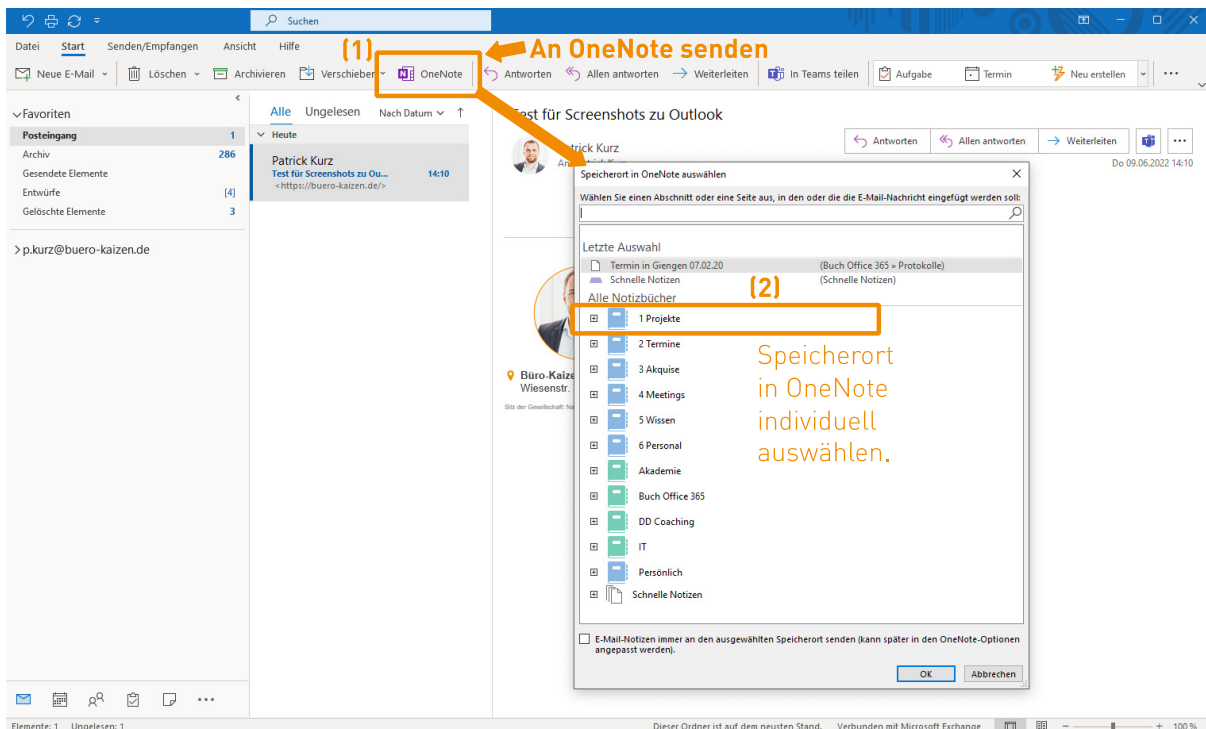 Suchen
Datei Start Senden/Empfangen Ansicht Hilfe
(1)
An OneNote senden
Neue E-Mail Löschen Archivieren Verschieben OneNote Antworten Allen antworten Weiterleiten In Teams teilen Aufgabe Termin Neu erstellen
Favoriten
Posteingang 1
Archiv 286
Gesendete Elemente
Entwürfe [4]
Gelöschte Elemente 3
p.kurz@buero-kaizen.de
Alle Ungelesen Nach Datum ↑
Heute
Patrick Kurz
Test für Screenshots zu Ou... 14:10
<https://buero-kaizen.de/>
Test für Screenshots zu Outlook
Patrick Kurz
Antworten Allen antworten Weiterleiten
Do 09.06.2022 14:10
Büro-Kaize
Wiesenstr.
Sitz der Gesellschaft: Na
Speicherort in OneNote auswählen
Wählen Sie einen Abschnitt oder eine Seite aus, in den oder die die E-Mail-Nachricht eingefügt werden soll:
Letzte Auswahl
Termin in Giengen 07.02.20 (Buch Office 365 » Protokolle)
Schnelle Notizen (Schnelle Notizen)
(2)
Alle Notizbücher
1 Projekte
2 Termine
3 Akquise
4 Meetings
5 Wissen
6 Personal
Akademie
Buch Office 365
DD Coaching
IT
Persönlich
Schnelle Notizen
Speicherort
in OneNote
individuell
auswählen.
E-Mail-Notizen immer an den ausgewählten Speicherort senden (kann später in den OneNote-Optionen
angepasst werden).
OK Abbrechen
Elemente: 1 Ungelesen: 1 Dieser Ordner ist auf dem neusten Stand. Verbunden mit Microsoft Exchange 100 %